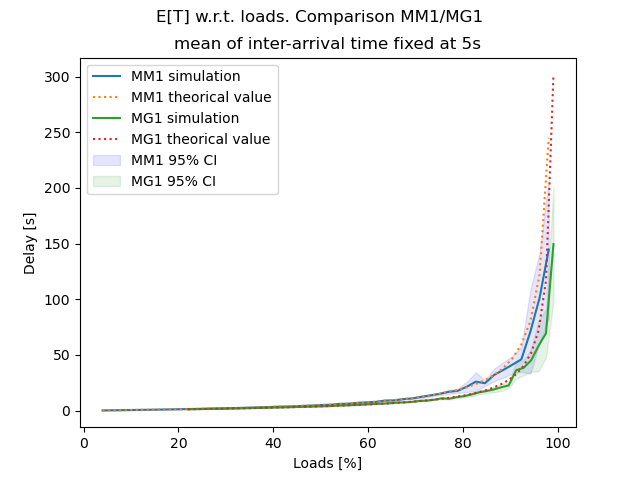 E[T] w.r.t. loads. Comparison MM1/MG1
mean of inter-arrival time fixed at 5s
MM1 simulation
MM1 theorical value
MG1 simulation
MG1 theorical value
MM1 95% CI
MG1 95% CI
300
250
200
150
100
50
0
Delay [s]
0 20 40 60 80 100
Loads [%]